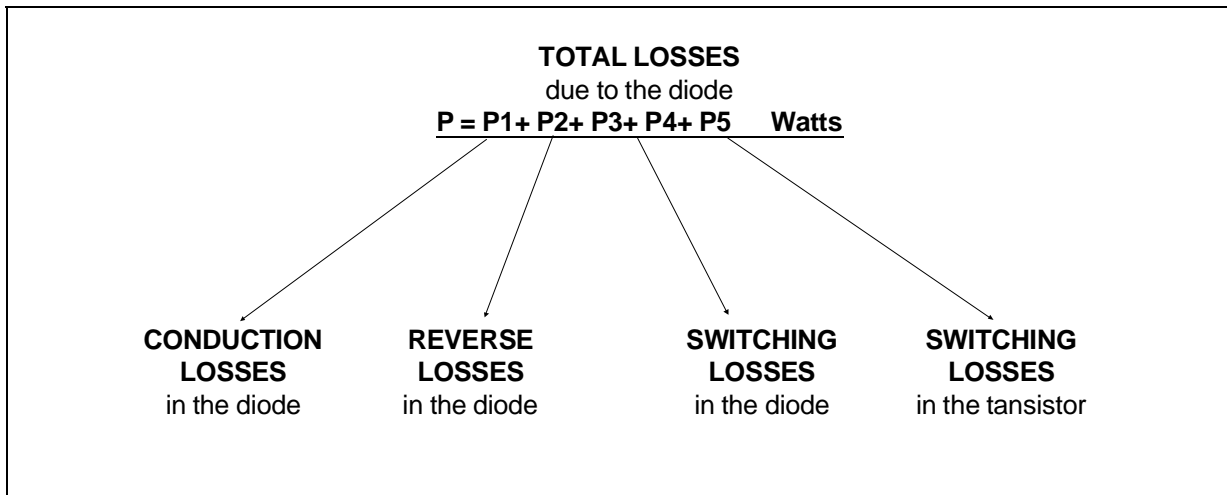 TOTAL LOSSES
due to the diode
P = P1+ P2+ P3+ P4+ P5 Watts
CONDUCTION
LOSSES
in the diode
REVERSE
LOSSES
in the diode
SWITCHING
LOSSES
in the diode
SWITCHING
LOSSES
in the tansistor